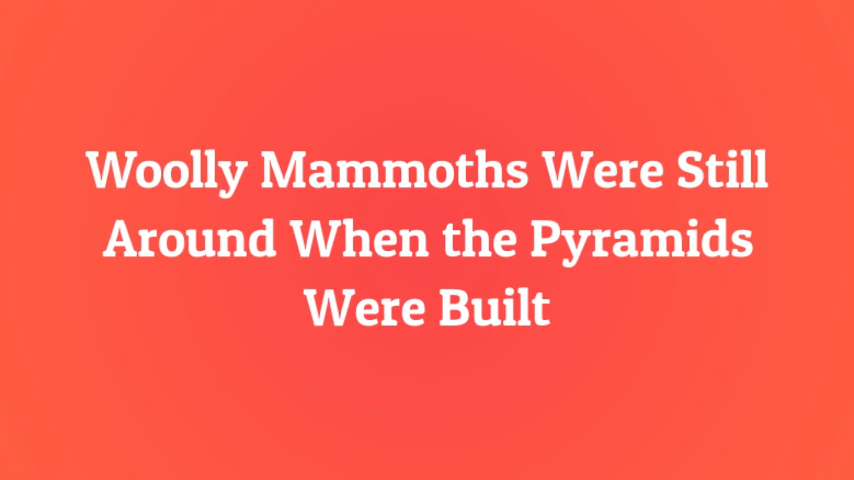 Woolly Mammoths Were Still
Around When the Pyramids
Were Built